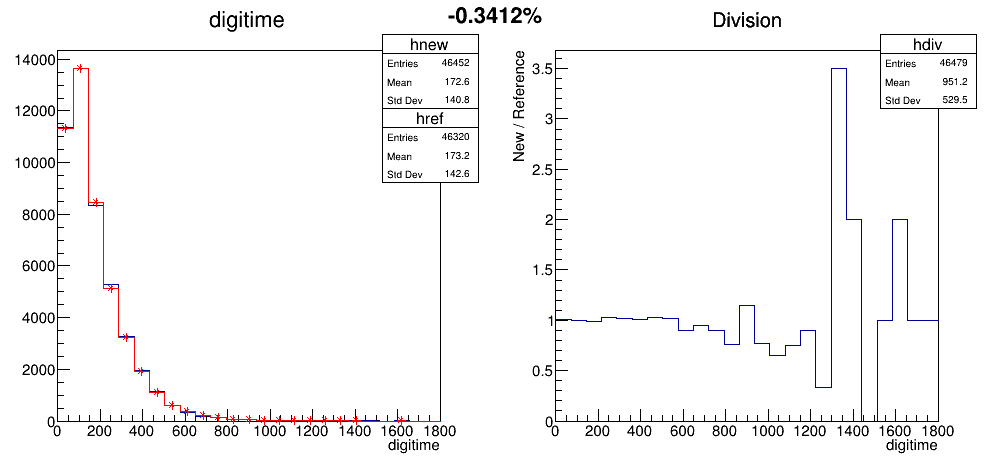 -0.3412%
digitime
hnew
Entries 46452
Mean 172.6
Std Dev 140.8
href
Entries 46320
Mean 173.2
Std Dev 142.6
14000
12000
10000
8000
6000
4000
2000
0
0 200 400 600 800 1000 1200 1400 1600 1800
digitime
Division
hdiv
Entries 46479
Mean 951.2
Std Dev 529.5
New / Reference
3.5
3
2.5
2
1.5
1
0.5
0
0 200 400 600 800 1000 1200 1400 1600 1800
digitime